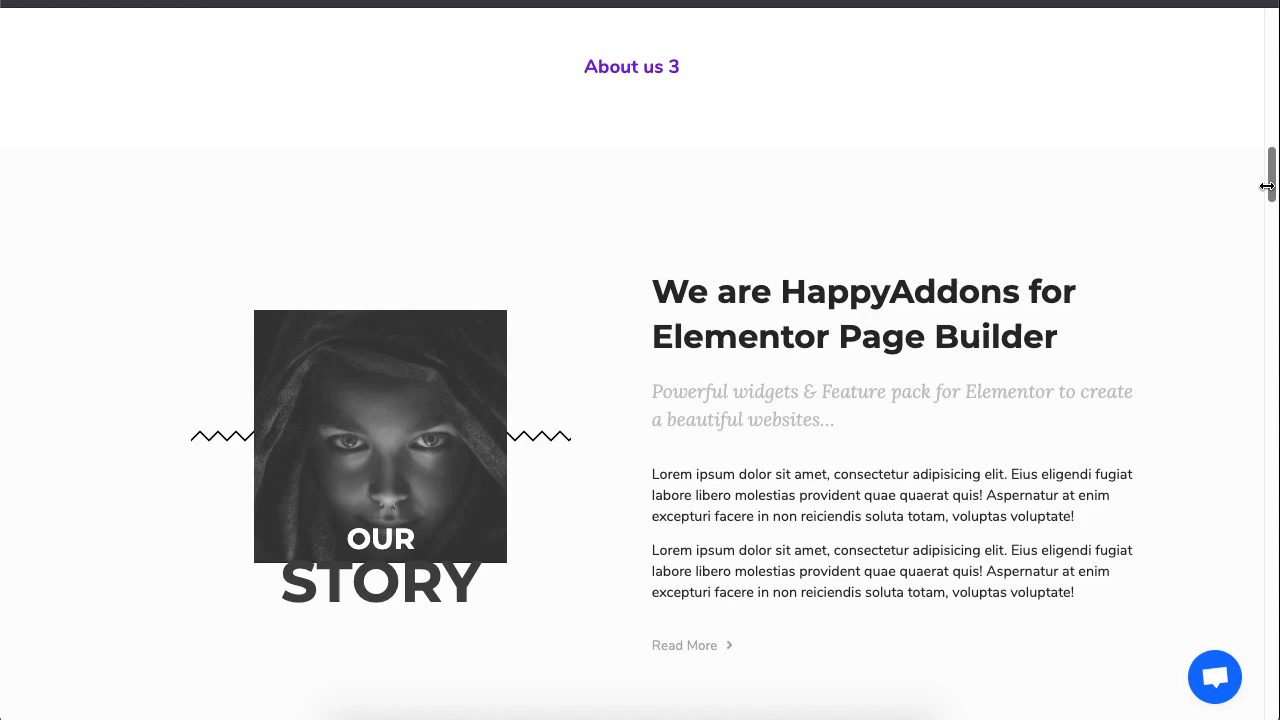 About us 3
OUR
STORY
We are HappyAddons for
Elementor Page Builder
Powerful widgets & Feature pack for Elementor to create
a beautiful websites...
Lorem ipsum dolor sit amet, consectetur adipisicing elit. Eius eligendi fugiat
labore libero molestias provident quae quaerat quis! Aspernatur at enim
excepturi facere in non reiciendis soluta totam, voluptas voluptate!
Lorem ipsum dolor sit amet, consectetur adipisicing elit. Eius eligendi fugiat
labore libero molestias provident quae quaerat quis! Aspernatur at enim
excepturi facere in non reiciendis soluta totam, voluptas voluptate!
Read More